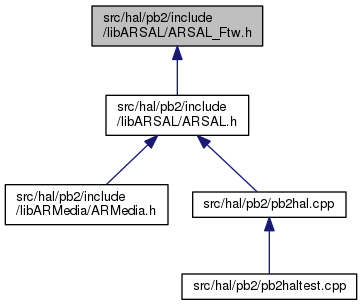 src/hal/pb2/include
/libARSAL/ARSAL_Ftw.h
src/hal/pb2/include
/libARSAL/ARSAL.h
src/hal/pb2/include
/libARMedia/ARMedia.h
src/hal/pb2/pb2hal.cpp
src/hal/pb2/pb2haltest.cpp